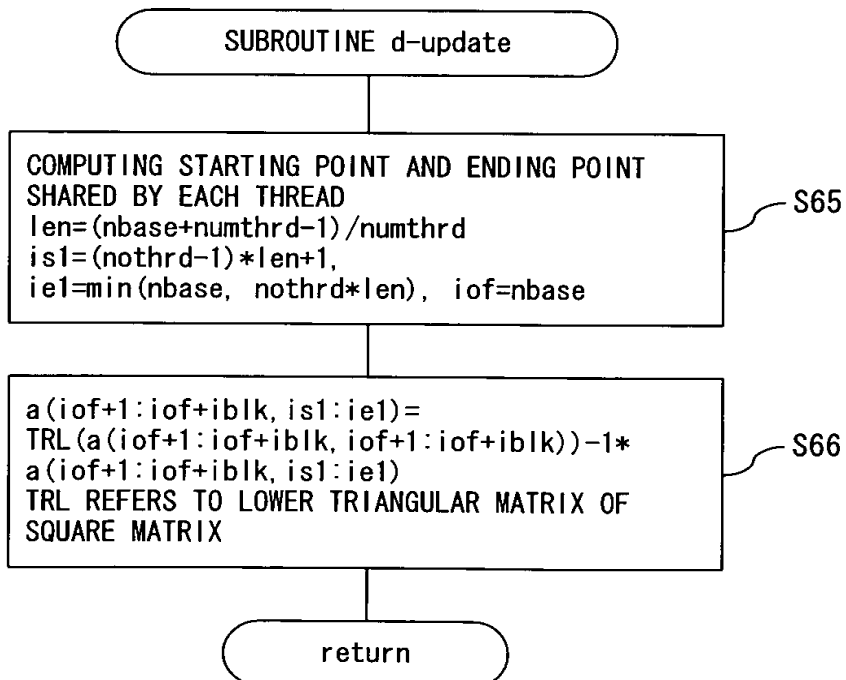 SUBROUTINE d-update
COMPUTING STARTING POINT AND ENDING POINT
SHARED BY EACH THREAD
len=(nbase+numthrd-1)/numthrd
is1=(nothrd-1)*len+1,
ie1=min(nbase, nothrd*len), iof=nbase
S65
a(iof+1:iof+iblk,is1:ie1)=
TRL(a(iof+1:iof+iblk,iof+1:iof+iblk))-1*
a(iof+1:iof+iblk,is1:ie1)
TRL REFERS TO LOWER TRIANGULAR MATRIX OF
SQUARE MATRIX
S66
return